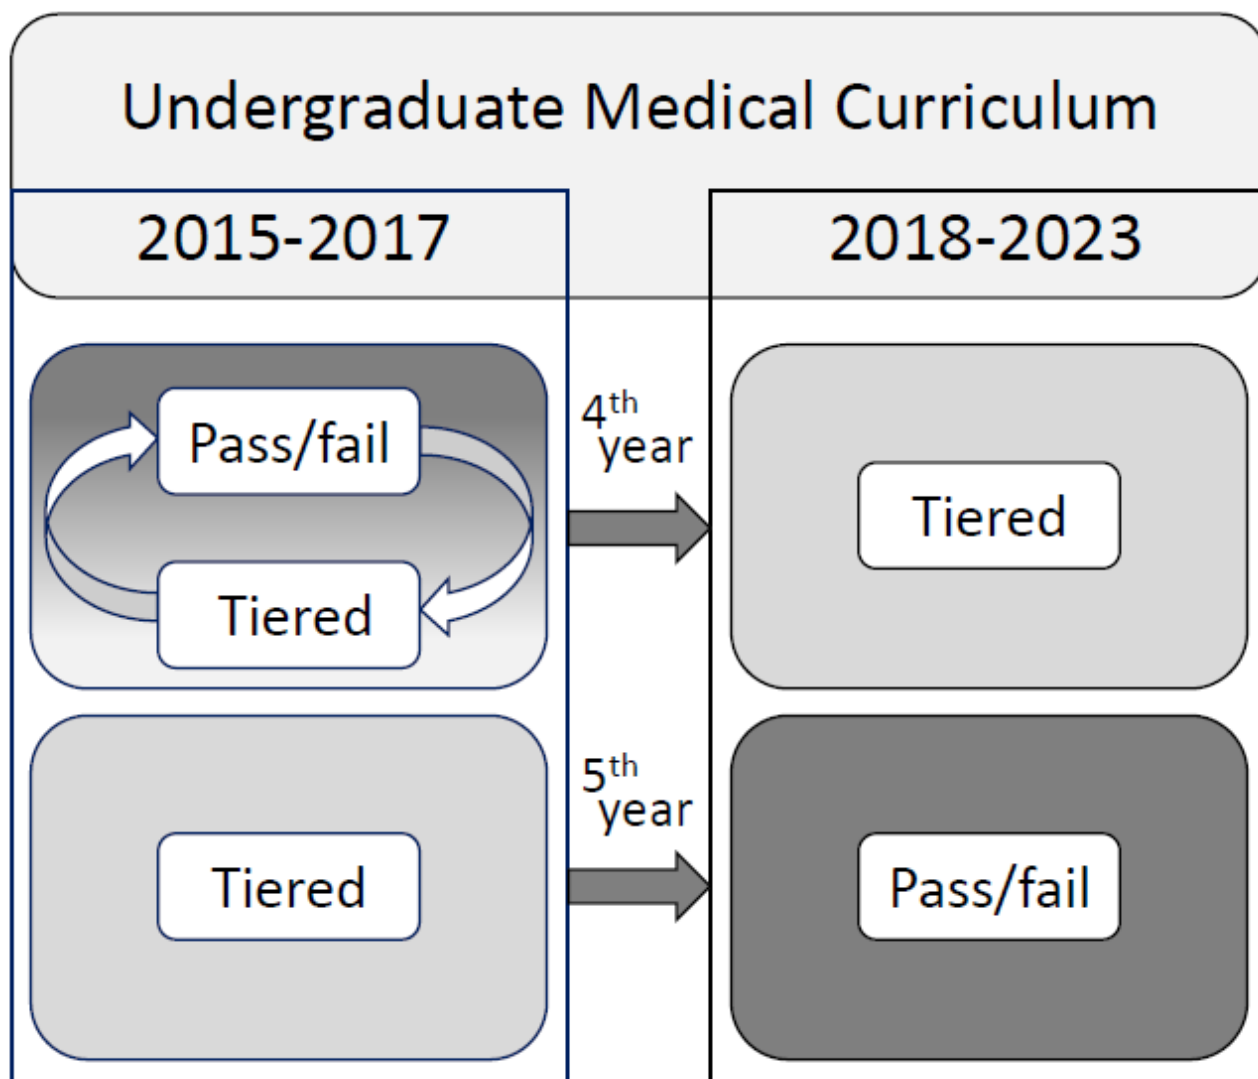 Undergraduate Medical Curriculum
2015-2017
2018-2023
Pass/fail
Tiered
4th
year
Tiered
Tiered
5th
year
Pass/fail